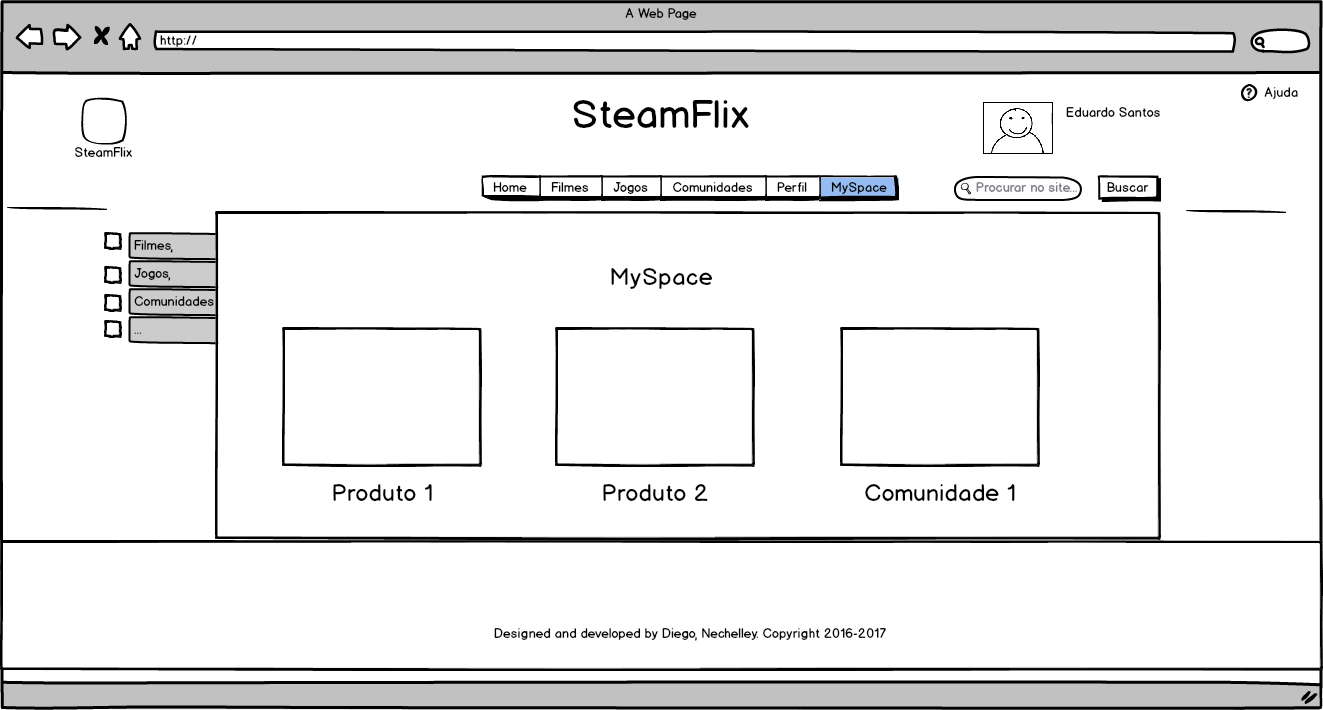 A Web Page
http://
? Ajuda
SteamFlix
Eduardo Santos
SteamFlix
Home Filmes Jogos Comunidades Perfil MySpace
Procurar no site... Buscar
Filmes,
Jogos,
Comunidades
...
MySpace
Produto 1 Produto 2 Comunidade 1
Designed and developed by Diego, Nechelley. Copyright 2016-2017